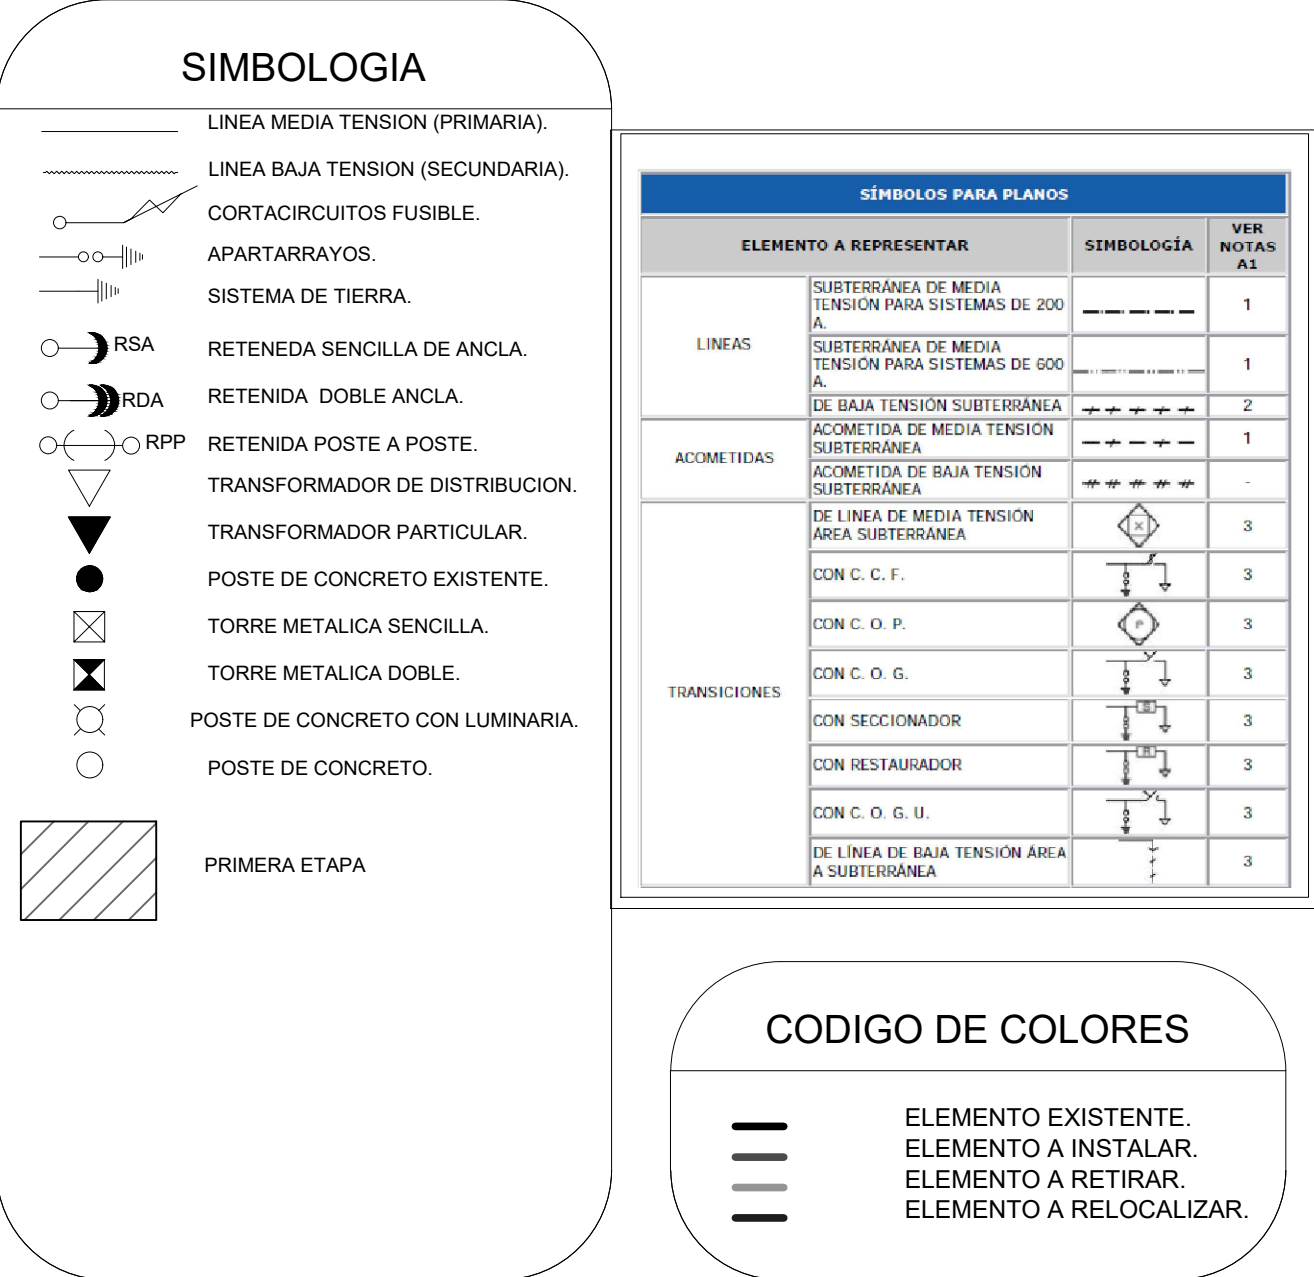 SIMBOLOGIA
LINEA MEDIA TENSION (PRIMARIA).
LINEA BAJA TENSION (SECUNDARIA).
CORTACIRCUITOS FUSIBLE.
APARTARRAYOS.
SISTEMA DE TIERRA.
RSA
RETENEDA SENCILLA DE ANCLA.
RDA
RETENIDA DOBLE ANCLA.
RPP
RETENIDA POSTE A POSTE.
TRANSFORMADOR DE DISTRIBUCION.
TRANSFORMADOR PARTICULAR.
POSTE DE CONCRETO EXISTENTE.
TORRE METALICA SENCILLA.
TORRE METALICA DOBLE.
POSTE DE CONCRETO CON LUMINARIA.
POSTE DE CONCRETO.
PRIMERA ETAPA
SÍMBOLOS PARA PLANOS
ELEMENTO A REPRESENTAR
SIMBOLOGÍA
VER
NOTAS
A1
LINEAS
SUBTERRÁNEA DE MEDIA
TENSIÓN PARA SISTEMAS DE 200
A.
1
SUBTERRÁNEA DE MEDIA
TENSIÓN PARA SISTEMAS DE 600
A.
1
DE BAJA TENSIÓN SUBTERRÁNEA
2
ACOMETIDAS
ACOMETIDA DE MEDIA TENSIÓN
SUBTERRÁNEA
1
ACOMETIDA DE BAJA TENSIÓN
SUBTERRÁNEA
-
TRANSICIONES
DE LINEA DE MEDIA TENSIÓN
ÁREA SUBTERRÁNEA
X
3
CON C. C. F.
3
CON C. O. P.
P
3
CON C. O. G.
3
CON SECCIONADOR
S
3
CON RESTAURADOR
R
3
CON C. O. G. U.
3
DE LÍNEA DE BAJA TENSIÓN ÁREA
A SUBTERRÁNEA
3
CODIGO DE COLORES
ELEMENTO EXISTENTE.
ELEMENTO A INSTALAR.
ELEMENTO A RETIRAR.
ELEMENTO A RELOCALIZAR.